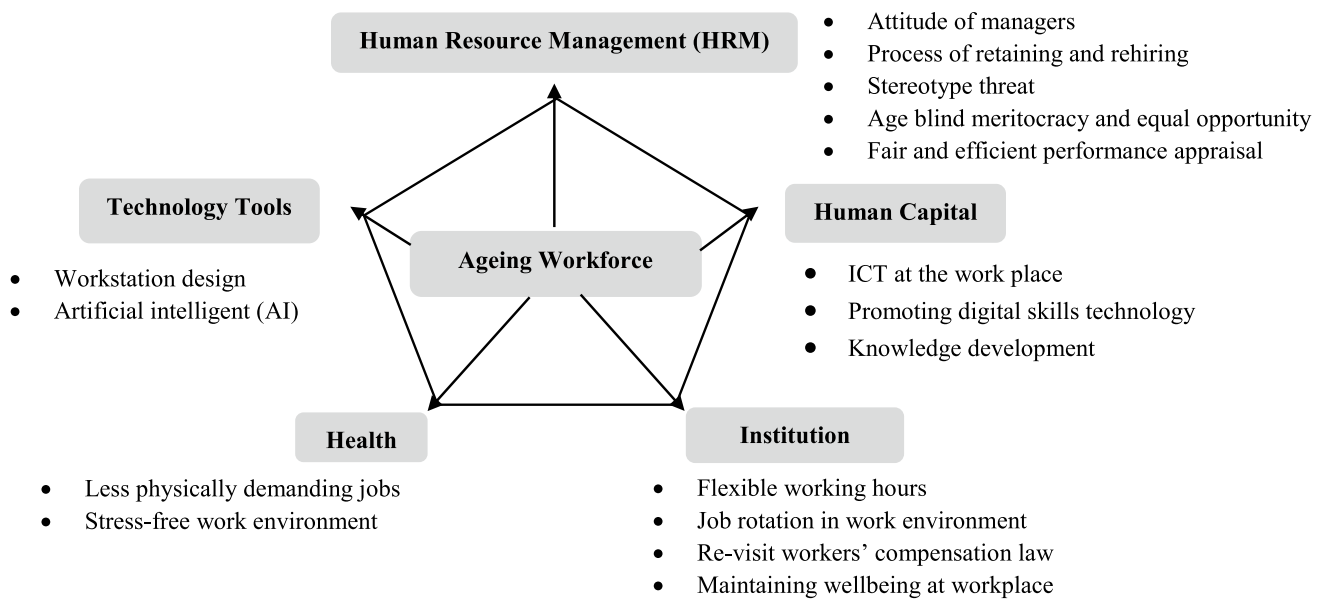 Human Resource Management (HRM)
• Attitude of managers
• Process of retaining and rehiring
• Stereotype threat
• Age blind meritocracy and equal opportunity
• Fair and efficient performance appraisal
Technology Tools
• Workstation design
• Artificial intelligent (AI)
Ageing Workforce
Human Capital
• ICT at the work place
• Promoting digital skills technology
• Knowledge development
Health
• Less physically demanding jobs
• Stress-free work environment
Institution
• Flexible working hours
• Job rotation in work environment
• Re-visit workers’ compensation law
• Maintaining wellbeing at workplace